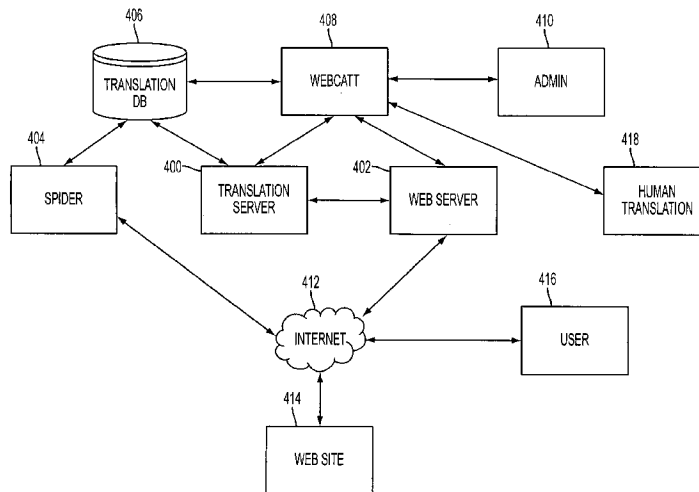 406
408
410
TRANSLATION
DB
WEBCATT
ADMIN
404
400
402
418
SPIDER
TRANSLATION
SERVER
WEB SERVER
HUMAN
TRANSLATION
412
416
INTERNET
USER
414
WEB SITE